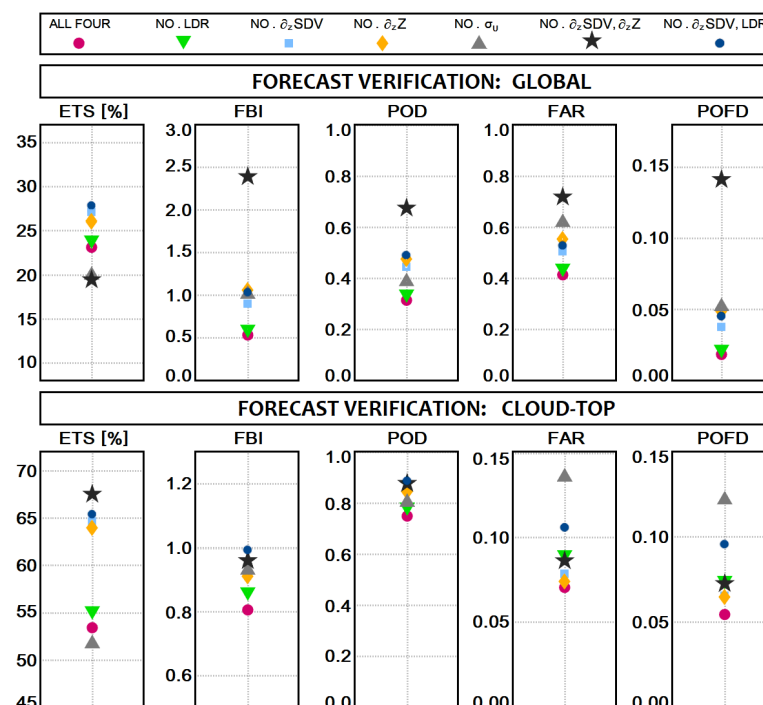 ALL FOUR NO. LDR NO. ∂zSDV NO. ∂zZ NO. σU NO. ∂zSDV, ∂zZ NO. ∂zSDV, LDR
FORECAST VERIFICATION: GLOBAL
ETS [%] FBI POD FAR POFD
35 30 25 20 15 10
3.0 2.5 2.0 1.5 1.0 0.5 0.0
1.0 0.8 0.6 0.4 0.2 0.0
1.0 0.8 0.6 0.4 0.2 0.0
0.15 0.10 0.05 0.00
FORECAST VERIFICATION: CLOUD-TOP
ETS [%] FBI POD FAR POFD
70 65 60 55 50 45
1.2 1.0 0.8 0.6
1.0 0.8 0.6 0.4 0.2 0.0
0.15 0.10 0.05 0.00
0.15 0.10 0.05 0.00